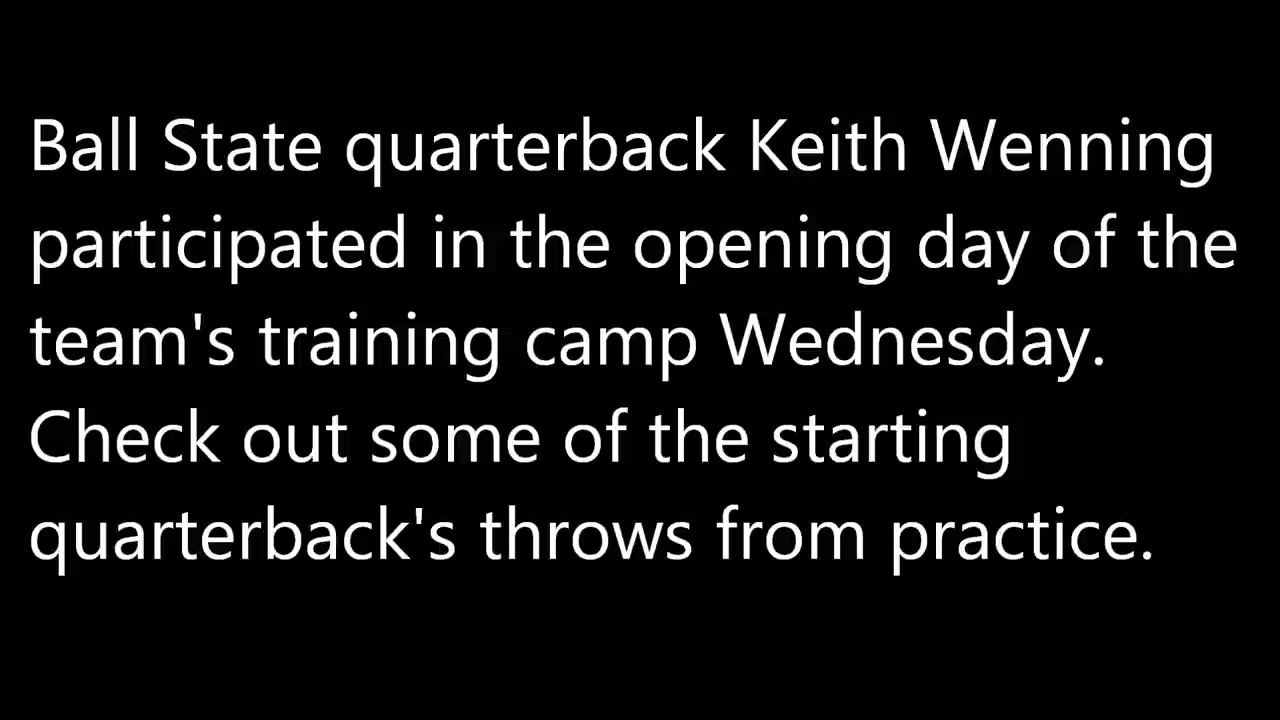 Ball State quarterback Keith Wenning
participated in the opening day of the
team's training camp Wednesday.
Check out some of the starting
quarterback's throws from practice.